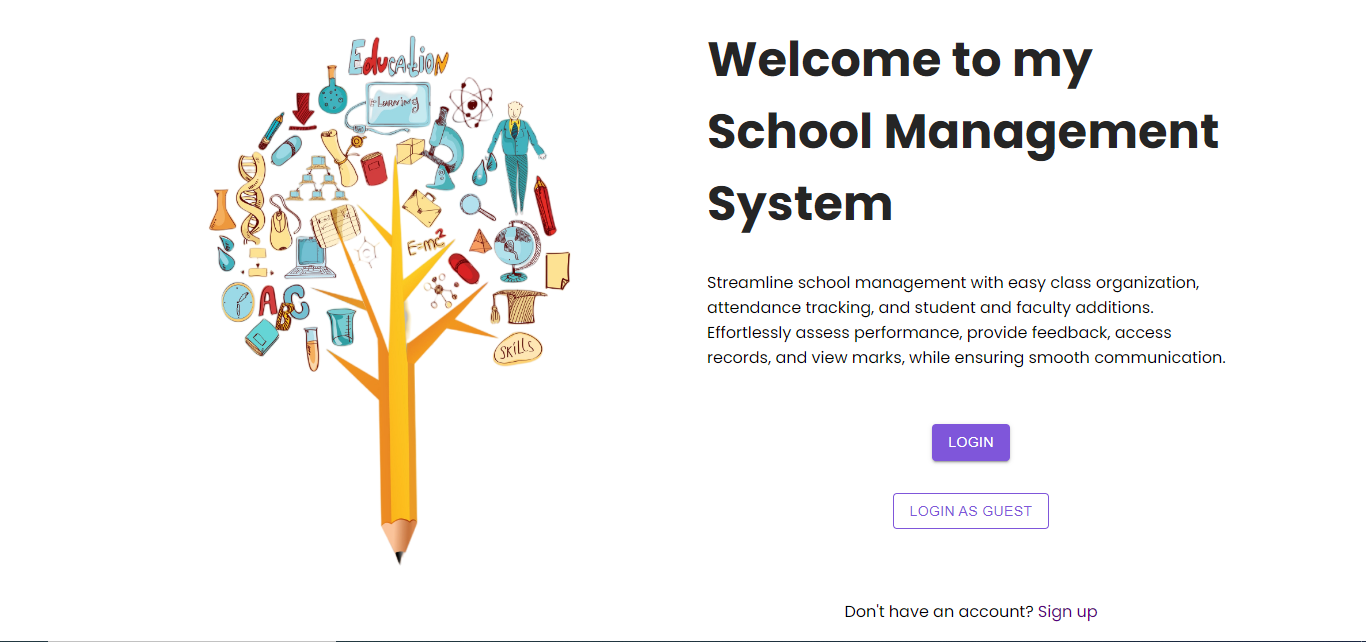 Education
Learning
E=mc²
ABC
SKILLS
Welcome to my
School Management
System
Streamline school management with easy class organization,
attendance tracking, and student and faculty additions.
Effortlessly assess performance, provide feedback, access
records, and view marks, while ensuring smooth communication.
LOGIN
LOGIN AS GUEST
Don't have an account? Sign up